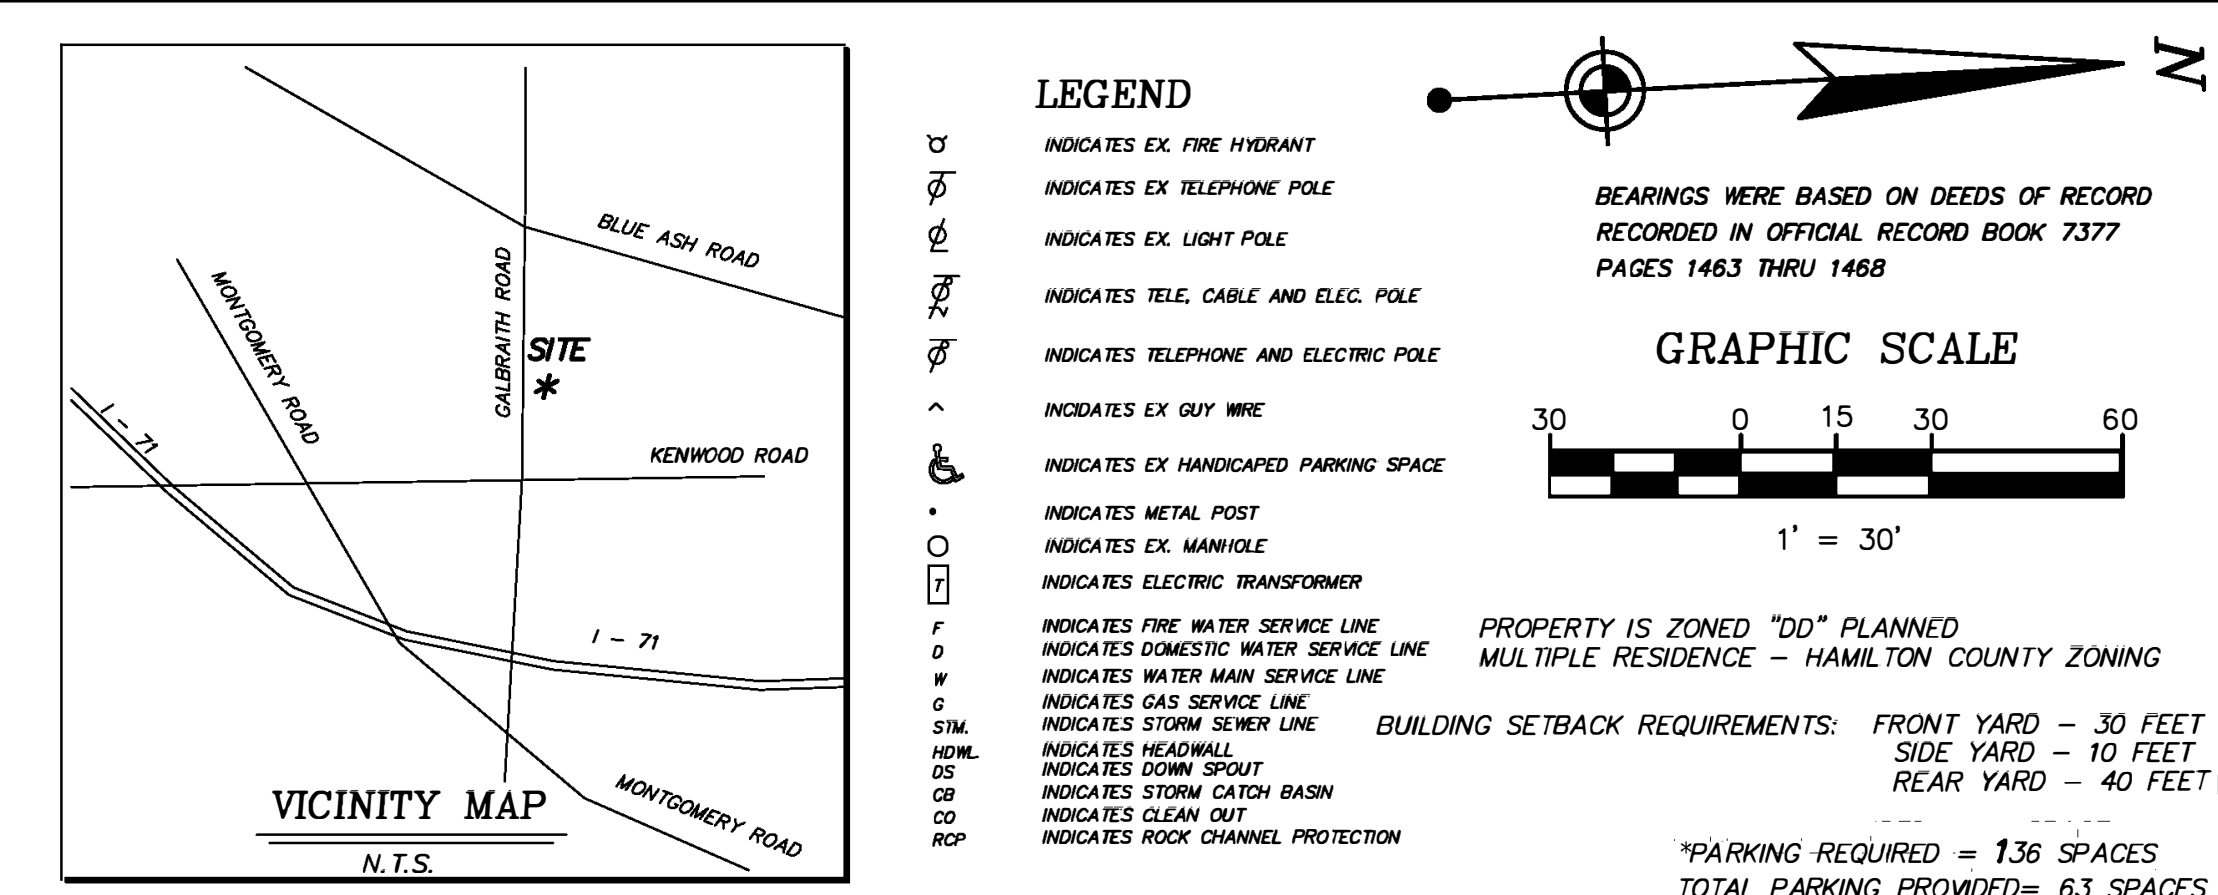 BLUE ASH ROAD
GALBRAITH ROAD
MONTGOMERY ROAD
SITE
*
I - 71
KENWOOD ROAD
I - 71
MONTGOMERY ROAD
VICINITY MAP
N.T.S.
LEGEND
INDICATES EX. FIRE HYDRANT
INDICATES EX TELEPHONE POLE
INDICATES EX. LIGHT POLE
INDICATES TELE, CABLE AND ELEC. POLE
INDICATES TELEPHONE AND ELECTRIC POLE
INCIDATES EX GUY WIRE
INDICATES EX HANDICAPED PARKING SPACE
INDICATES METAL POST
INDICATES EX. MANHOLE
T INDICATES ELECTRIC TRANSFORMER
F INDICATES FIRE WATER SERVICE LINE
D INDICATES DOMESTIC WATER SERVICE LINE
W INDICATES WATER MAIN SERVICE LINE
G INDICATES GAS SERVICE LINE
STM. INDICATES STORM SEWER LINE
HDWL. INDICATES HEADWALL
DS INDICATES DOWN SPOUT
CB INDICATES STORM CATCH BASIN
CO INDICATES CLEAN OUT
RCP INDICATES ROCK CHANNEL PROTECTION
N
BEARINGS WERE BASED ON DEEDS OF RECORD
RECORDED IN OFFICIAL RECORD BOOK 7377
PAGES 1463 THRU 1468
GRAPHIC SCALE
30 0 15 30 60
1' = 30'
PROPERTY IS ZONED "DD" PLANNED
MULTIPLE RESIDENCE - HAMILTON COUNTY ZONING
BUILDING SETBACK REQUIREMENTS: FRONT YARD - 30 FEET
SIDE YARD - 10 FEET
REAR YARD - 40 FEET
*PARKING REQUIRED = 136 SPACES
TOTAL PARKING PROVIDED= 63 SPACES